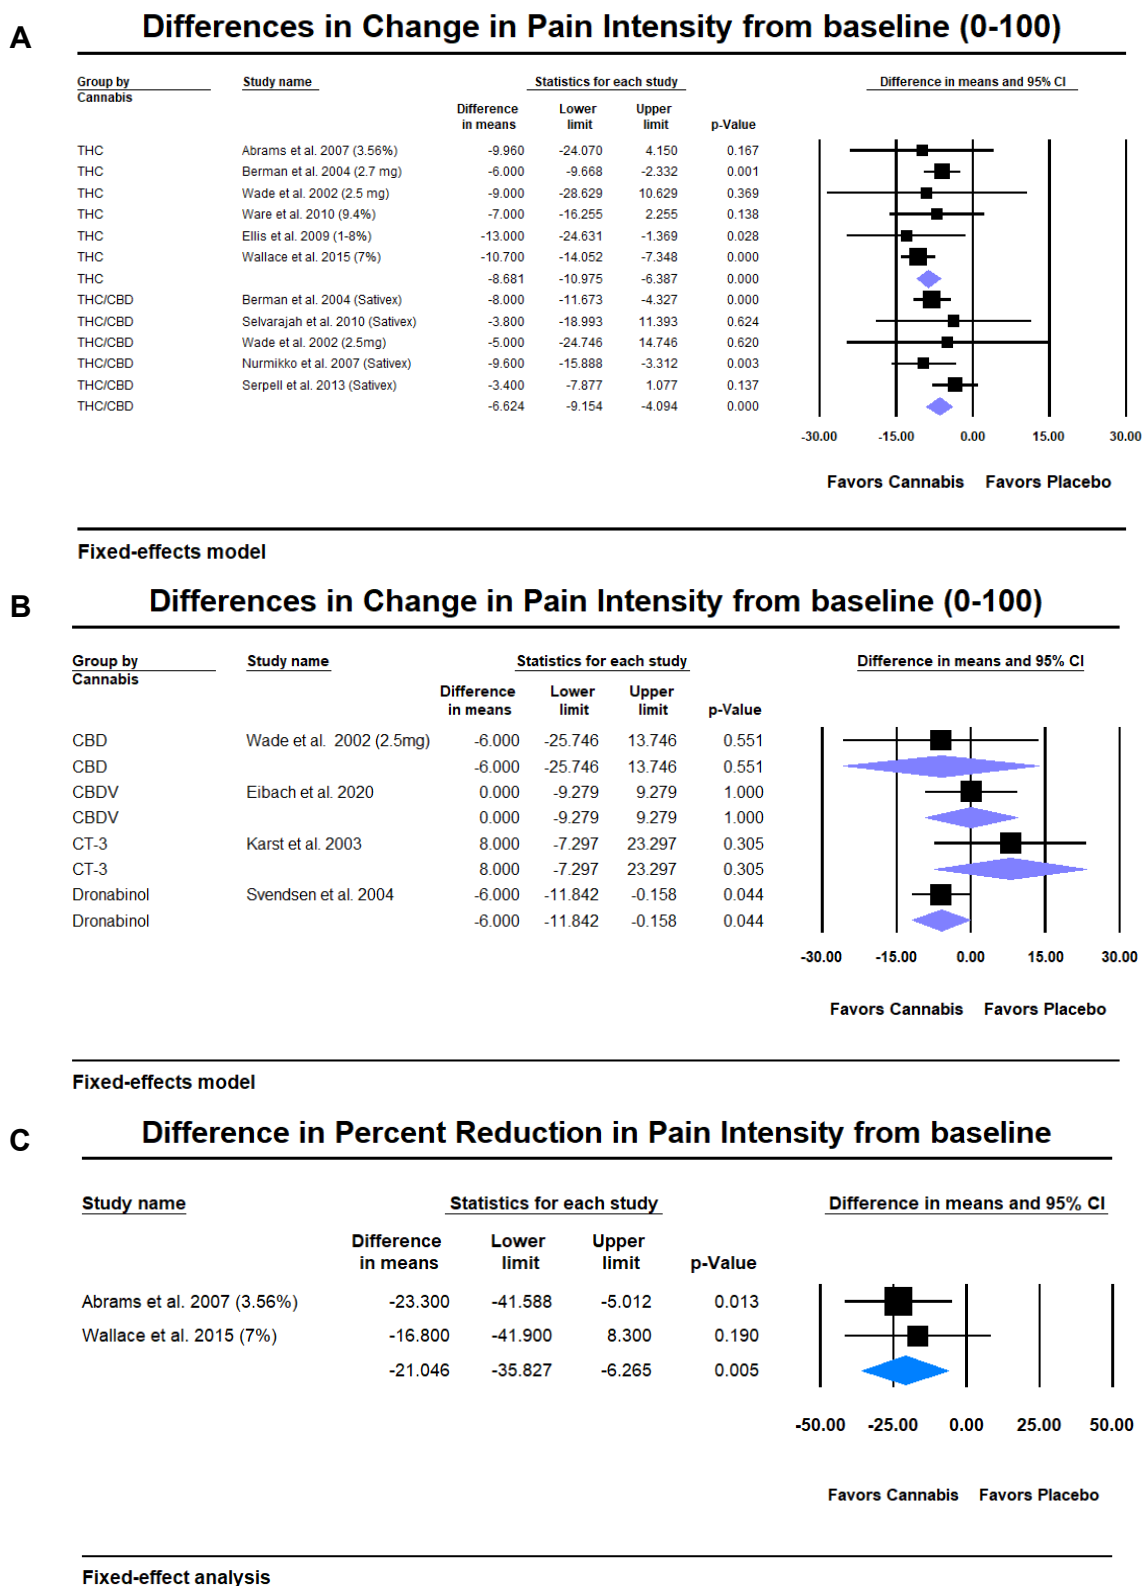 A
Differences in Change in Pain Intensity from baseline (0-100)
Group by Study name Statistics for each study Difference in means and 95% CI
Cannabis
Difference Lower Upper
in means limit limit p-Value
THC Abrams et al. 2007 (3.56%) -9.960 -24.070 4.150 0.167
THC Berman et al. 2004 (2.7 mg) -6.000 -9.668 -2.332 0.001
THC Wade et al. 2002 (2.5 mg) -9.000 -28.629 10.629 0.369
THC Ware et al. 2010 (9.4%) -7.000 -16.255 2.255 0.138
THC Ellis et al. 2009 (1-8%) -13.000 -24.631 -1.369 0.028
THC Wallace et al. 2015 (7%) -10.700 -14.052 -7.348 0.000
THC -8.681 -10.975 -6.387 0.000
THC/CBD Berman et al. 2004 (Sativex) -8.000 -11.673 -4.327 0.000
THC/CBD Selvarajah et al. 2010 (Sativex) -3.800 -18.993 11.393 0.624
THC/CBD Wade et al. 2002 (2.5mg) -5.000 -24.746 14.746 0.620
THC/CBD Nurmikko et al. 2007 (Sativex) -9.600 -15.888 -3.312 0.003
THC/CBD Serpell et al. 2013 (Sativex) -3.400 -7.877 1.077 0.137
THC/CBD -6.624 -9.154 -4.094 0.000
-30.00 -15.00 0.00 15.00 30.00
Favors Cannabis Favors Placebo
Fixed-effects model
B
Differences in Change in Pain Intensity from baseline (0-100)
Group by Study name Statistics for each study Difference in means and 95% CI
Cannabis
Difference Lower Upper
in means limit limit p-Value
CBD Wade et al. 2002 (2.5mg) -6.000 -25.746 13.746 0.551
CBD -6.000 -25.746 13.746 0.551
CBDV Eibach et al. 2020 0.000 -9.279 9.279 1.000
CBDV 0.000 -9.279 9.279 1.000
CT-3 Karst et al. 2003 8.000 -7.297 23.297 0.305
CT-3 8.000 -7.297 23.297 0.305
Dronabinol Svendsen et al. 2004 -6.000 -11.842 -0.158 0.044
Dronabinol -6.000 -11.842 -0.158 0.044
-30.00 -15.00 0.00 15.00 30.00
Favors Cannabis Favors Placebo
Fixed-effects model
C
Difference in Percent Reduction in Pain Intensity from baseline
Study name Statistics for each study Difference in means and 95% CI
Difference Lower Upper
in means limit limit p-Value
Abrams et al. 2007 (3.56%) -23.300 -41.588 -5.012 0.013
Wallace et al. 2015 (7%) -16.800 -41.900 8.300 0.190
-21.046 -35.827 -6.265 0.005
-50.00 -25.00 0.00 25.00 50.00
Favors Cannabis Favors Placebo
Fixed-effect analysis